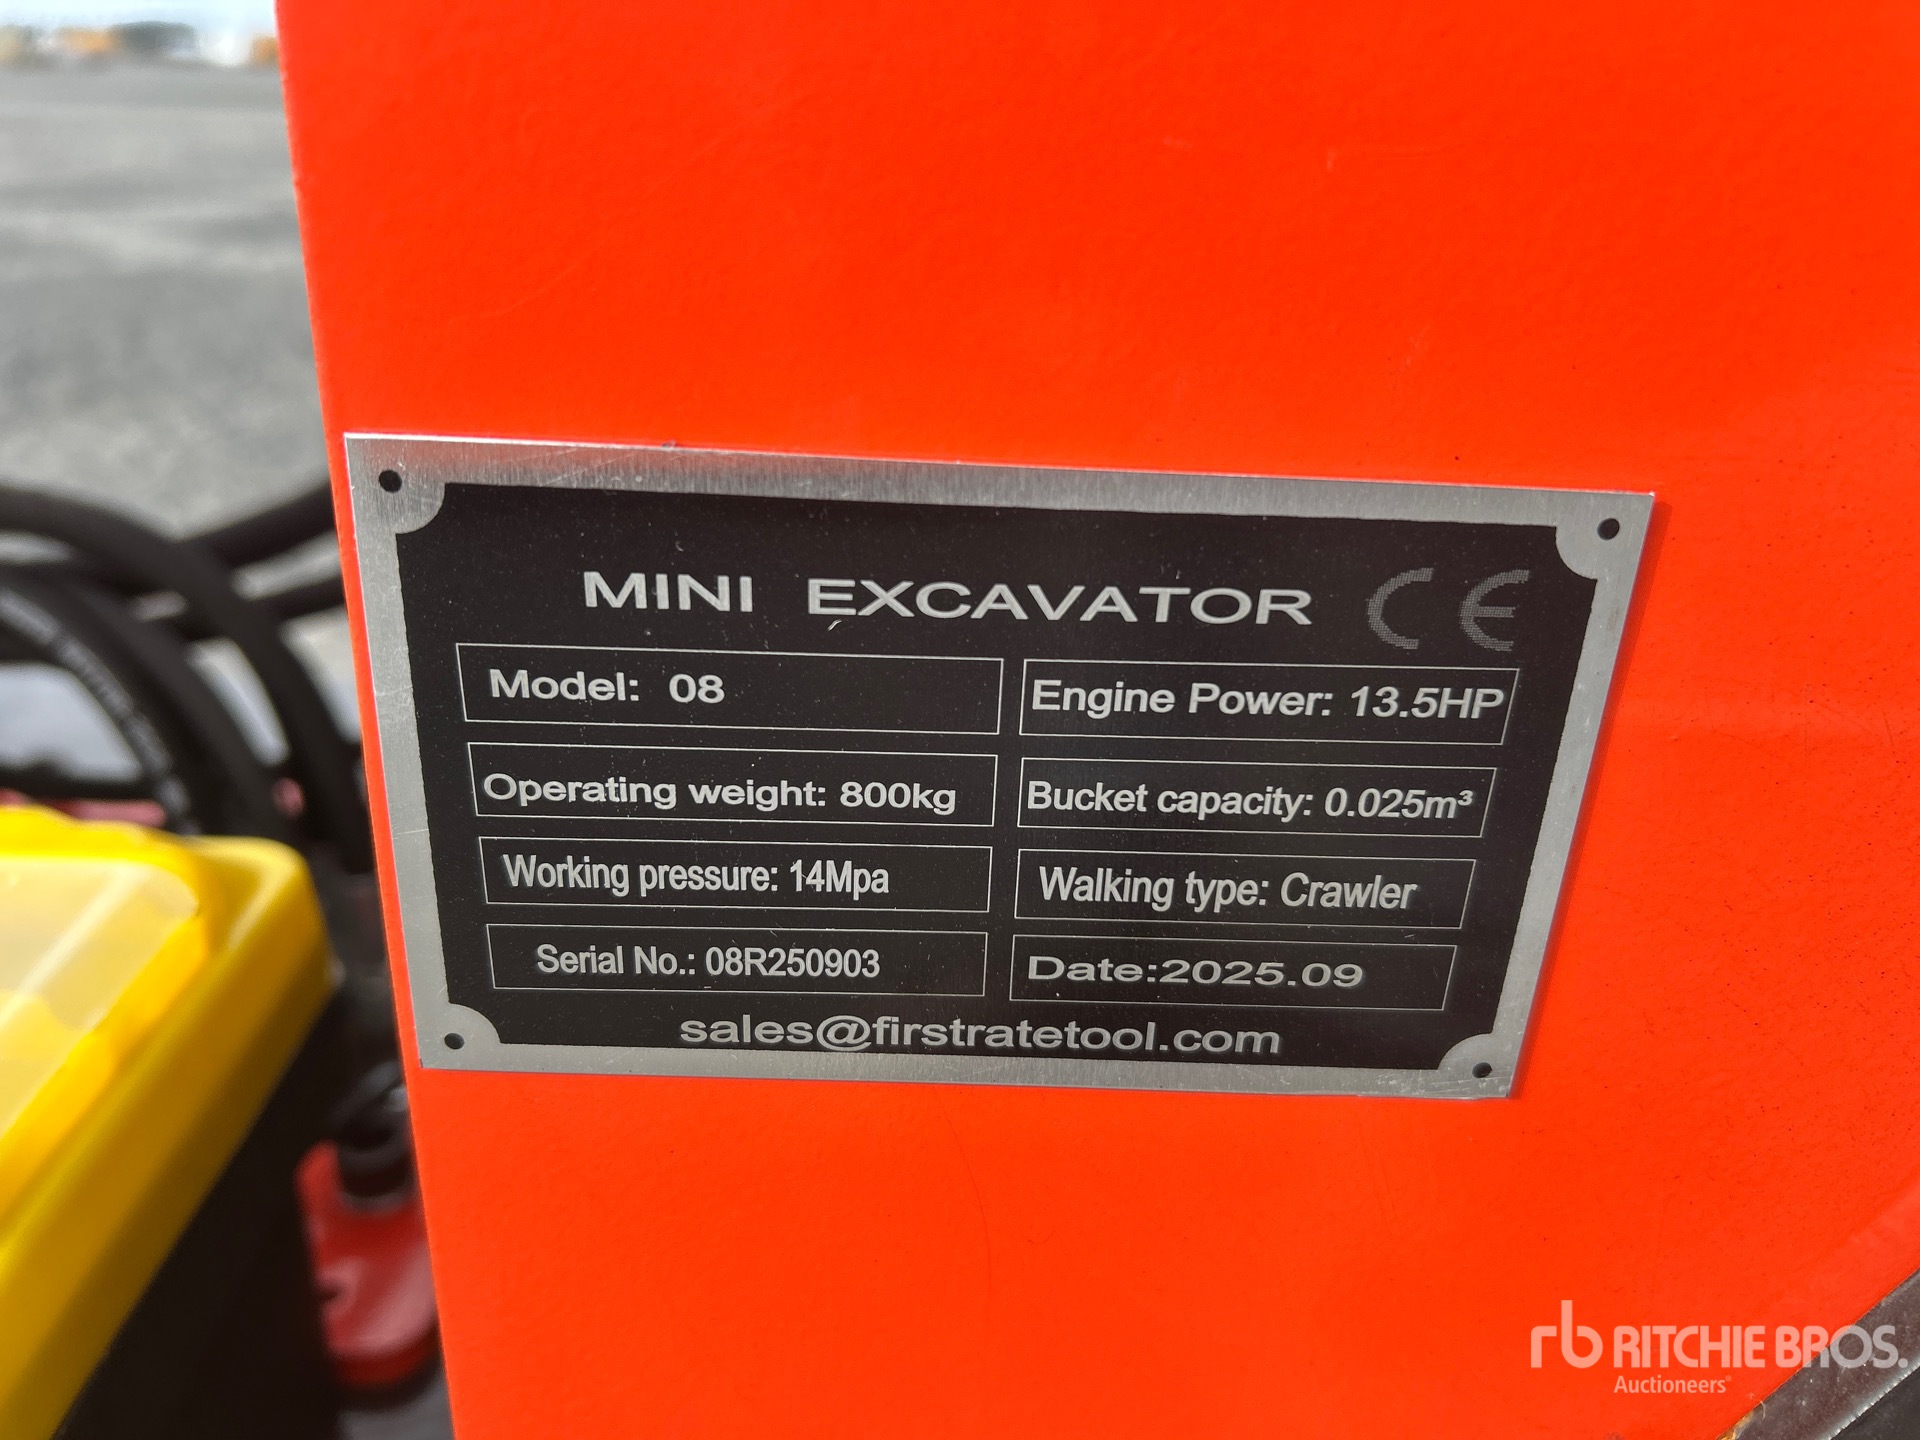 MINI EXCAVATOR CE
Model: 08
Engine Power: 13.5HP
Operating weight: 800kg
Bucket capacity: 0.025m³
Working pressure: 14Mpa
Walking type: Crawler
Serial No.: 08R250903
Date:2025.09
sales@firstratetool.com
rb RITCHIE BROS.
Auctioneers